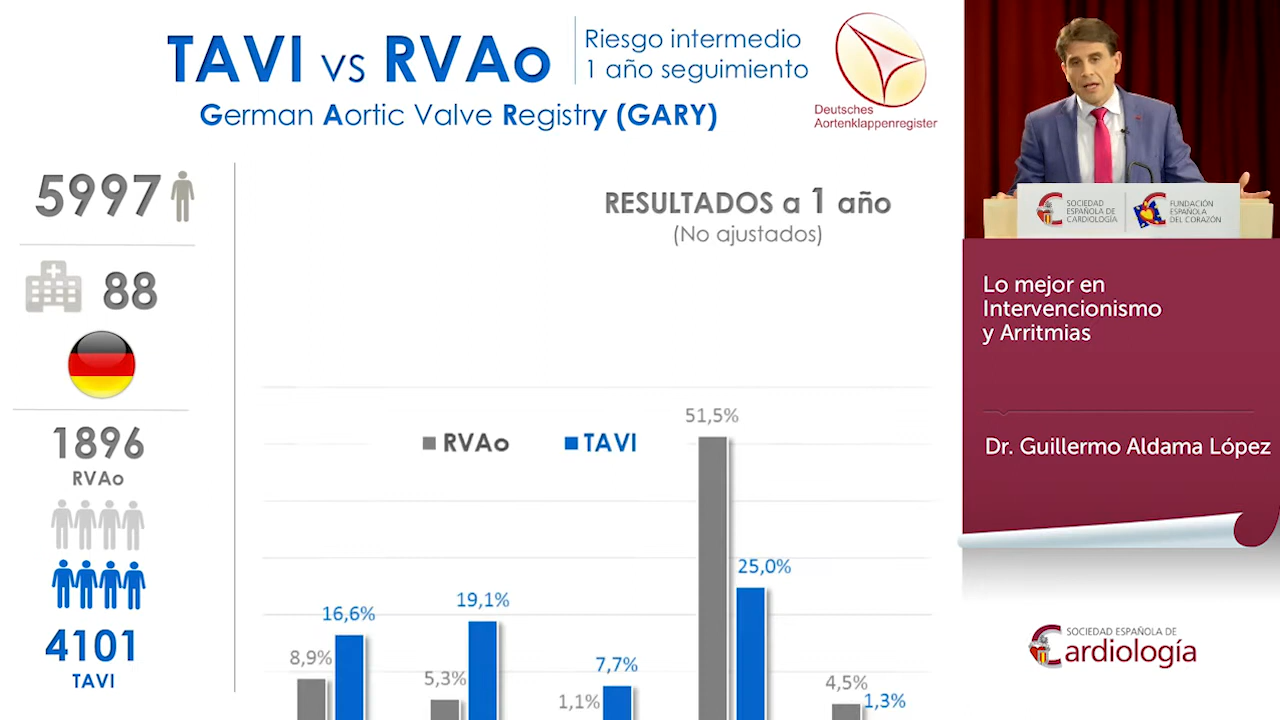 TAVI vs RVAo
Riesgo intermedio
1 año seguimiento
German Aortic Valve Registry (GARY)
Deutsches
Aortenklappenregister
5997
88
1896
RVAo
4101
TAVI
RESULTADOS a 1 año
(No ajustados)
RVAo
TAVI
51,5%
25,0%
16,6%
19,1%
8,9%
5,3%
7,7%
1,1%
4,5%
1,3%
SOCIEDAD
ESPAÑOLA DE
CARDIOLOGÍA
FUNDACIÓN
ESPAÑOLA
DEL CORAZÓN
Lo mejor en
Intervencionismo
y Arritmias
Dr. Guillermo Aldama López
SOCIEDAD ESPAÑOLA DE
Cardiología